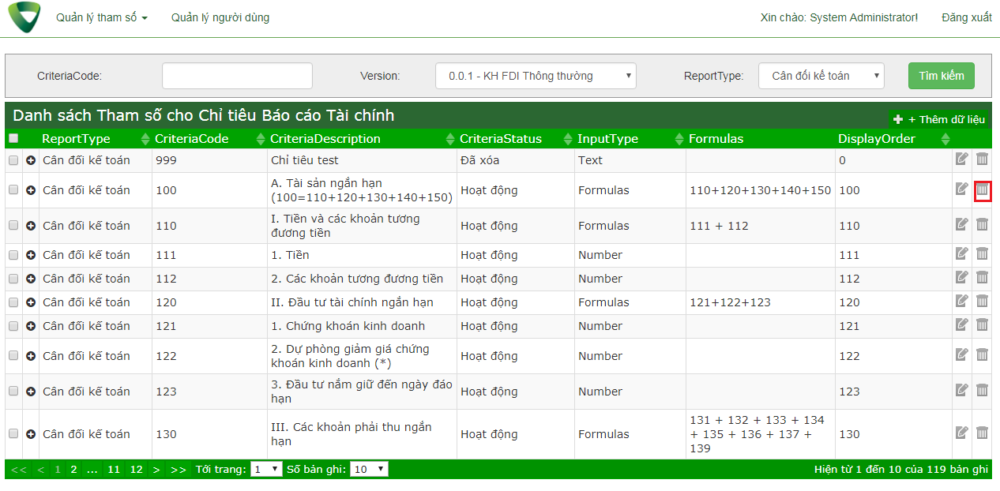 Quản lý tham số Quản lý người dùng Xin chào: System Administrator! Đăng xuất
CriteriaCode: Version: 0.0.1 - KH FDI Thông thường ReportType: Cân đối kế toán Tìm kiếm
Danh sách Tham số cho Chỉ tiêu Báo cáo Tài chính
+ Thêm dữ liệu
ReportType CriteriaCode CriteriaDescription CriteriaStatus InputType Formulas DisplayOrder
Cân đối kế toán 999 Chỉ tiêu test Đã xóa Text 0
A. Tài sản ngắn hạn
Cân đối kế toán 100 (100=110+120+130+140+150) Hoạt động Formulas 110+120+130+140+150 100
I. Tiền và các khoản tương
Cân đối kế toán 110 đương tiền Hoạt động Formulas 111 + 112 110
Cân đối kế toán 111 1. Tiền Hoạt động Number 111
Cân đối kế toán 112 2. Các khoản tương đương tiền Hoạt động Number 112
Cân đối kế toán 120 II. Đầu tư tài chính ngắn hạn Hoạt động Formulas 121+122+123 120
Cân đối kế toán 121 1. Chứng khoán kinh doanh Hoạt động Number 121
2. Dự phòng giảm giá chứng
Cân đối kế toán 122 khoán kinh doanh (*) Hoạt động Number 122
3. Đầu tư nắm giữ đến ngày đáo
Cân đối kế toán 123 hạn Hoạt động Number 123
131 + 132 + 133 + 134
III. Các khoản phải thu ngắn
Cân đối kế toán 130 hạn Hoạt động Formulas + 135 + 136 + 137 + 130
139
<< < 1 2 ... 11 12 > >> Tới trang: 1 Số bản ghi: 10 Hiện từ 1 đến 10 của 119 bản ghi